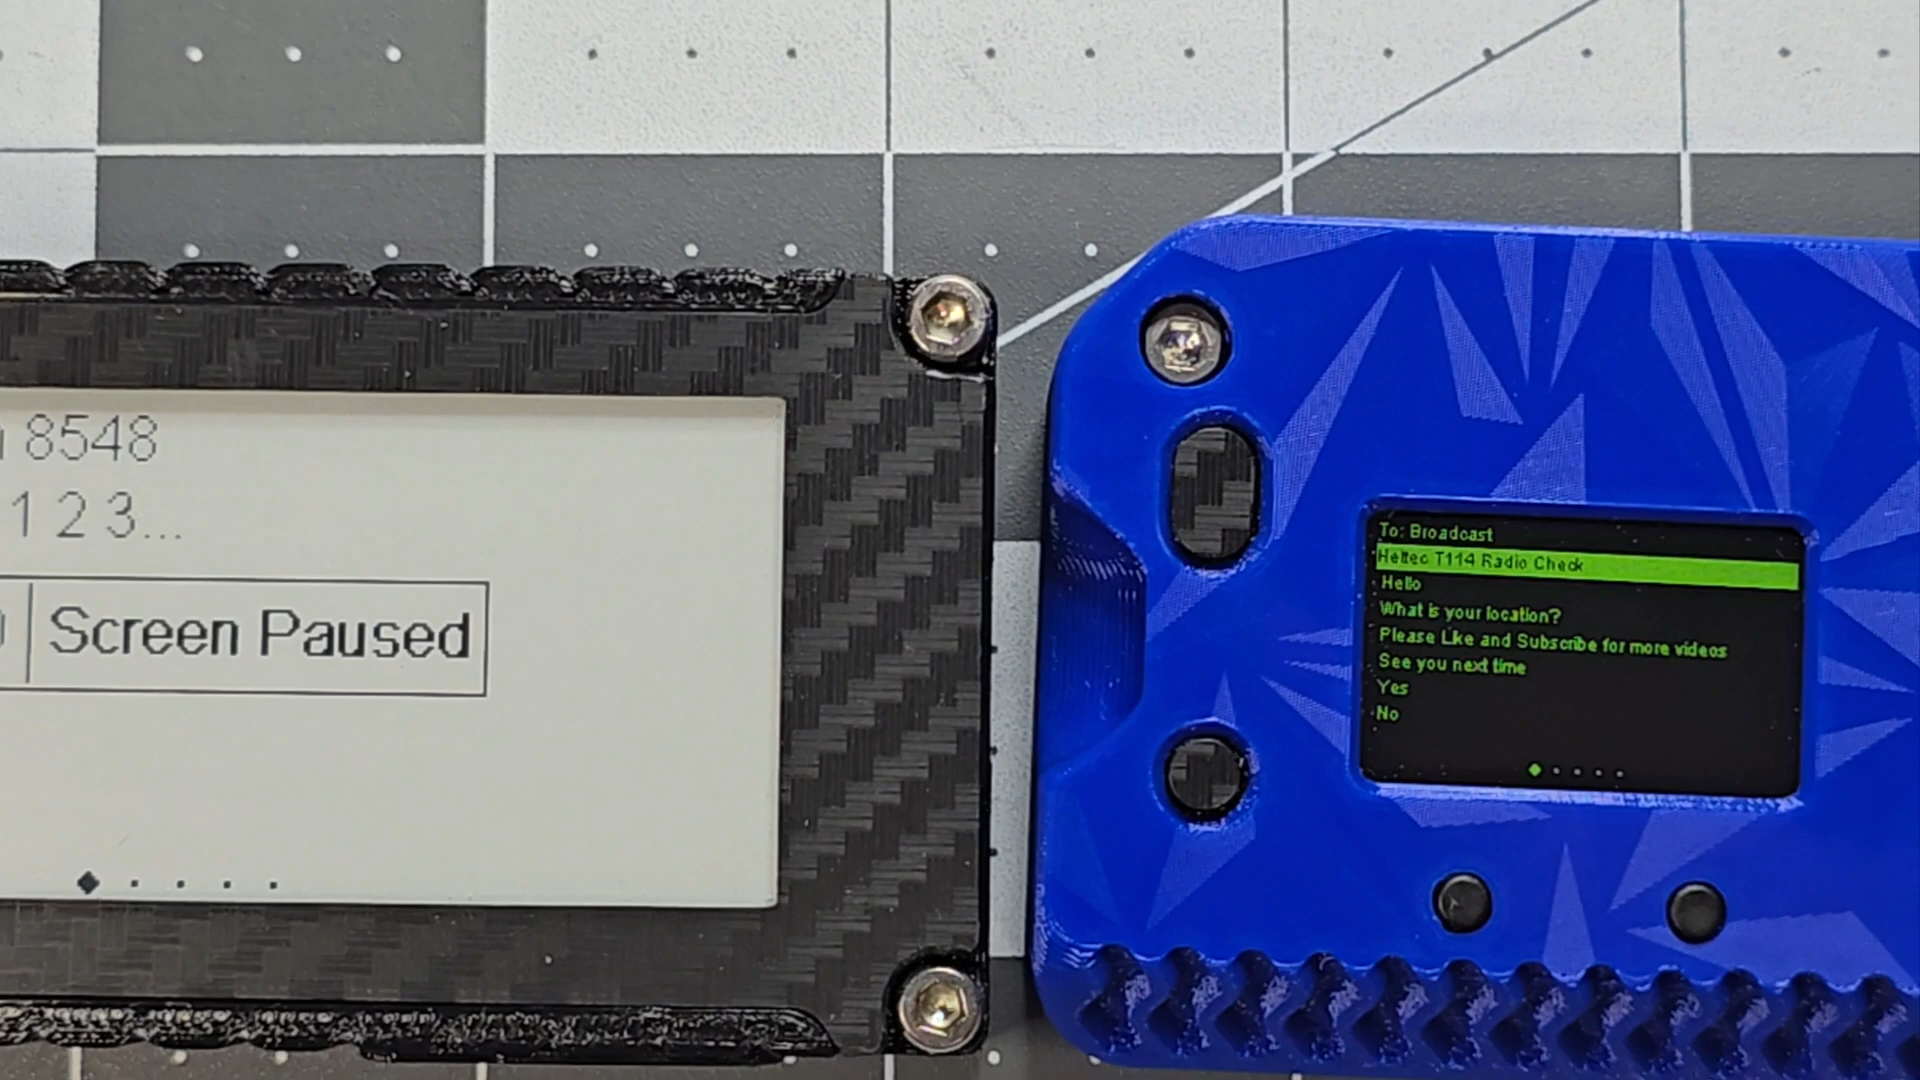 8548
1 2 3...
Screen Paused
To: Broadcast
Heltec T114 Radio Check
Hello
What is your location?
Please Like and Subscribe for more videos
See you next time
Yes
No